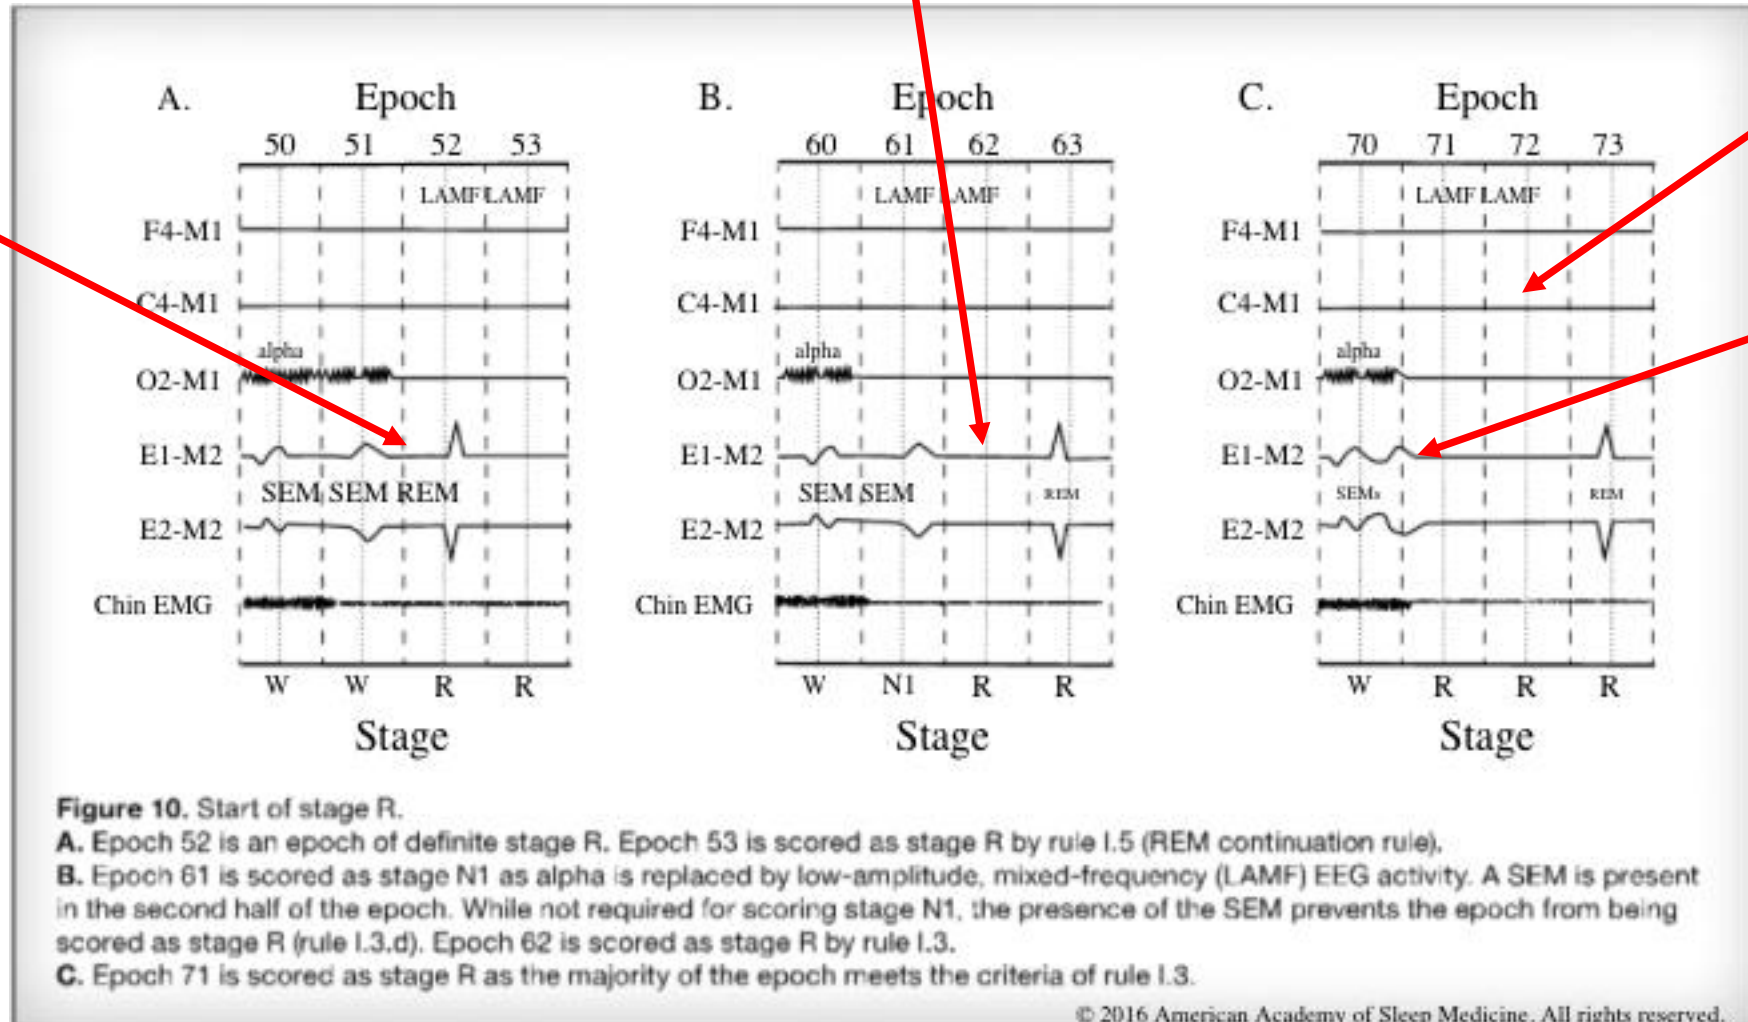 A. Epoch B. Epoch C. Epoch
50 51 52 53 60 61 62 63 70 71 72 73
LAMF LAMF LAMF LAMF LAMF LAMF
F4-M1 F4-M1 F4-M1
C4-M1 C4-M1 C4-M1
alpha alpha alpha
O2-M1 O2-M1 O2-M1
E1-M2 E1-M2 E1-M2
SEM SEM REM SEM SEM REM SEMs REM
E2-M2 E2-M2 E2-M2
Chin EMG Chin EMG Chin EMG
W W R R W N1 R R W R R R
Stage Stage Stage
Figure 10. Start of stage R.
A. Epoch 52 is an epoch of definite stage R. Epoch 53 is scored as stage R by rule I.5 (REM continuation rule).
B. Epoch 61 is scored as stage N1 as alpha is replaced by low-amplitude, mixed-frequency (LAMF) EEG activity. A SEM is present
in the second half of the epoch. While not required for scoring stage N1, the presence of the SEM prevents the epoch from being
scored as stage R (rule I.3.d). Epoch 62 is scored as stage R by rule I.3.
C. Epoch 71 is scored as stage R as the majority of the epoch meets the criteria of rule I.3.
© 2016 American Academy of Sleep Medicine. All rights reserved.